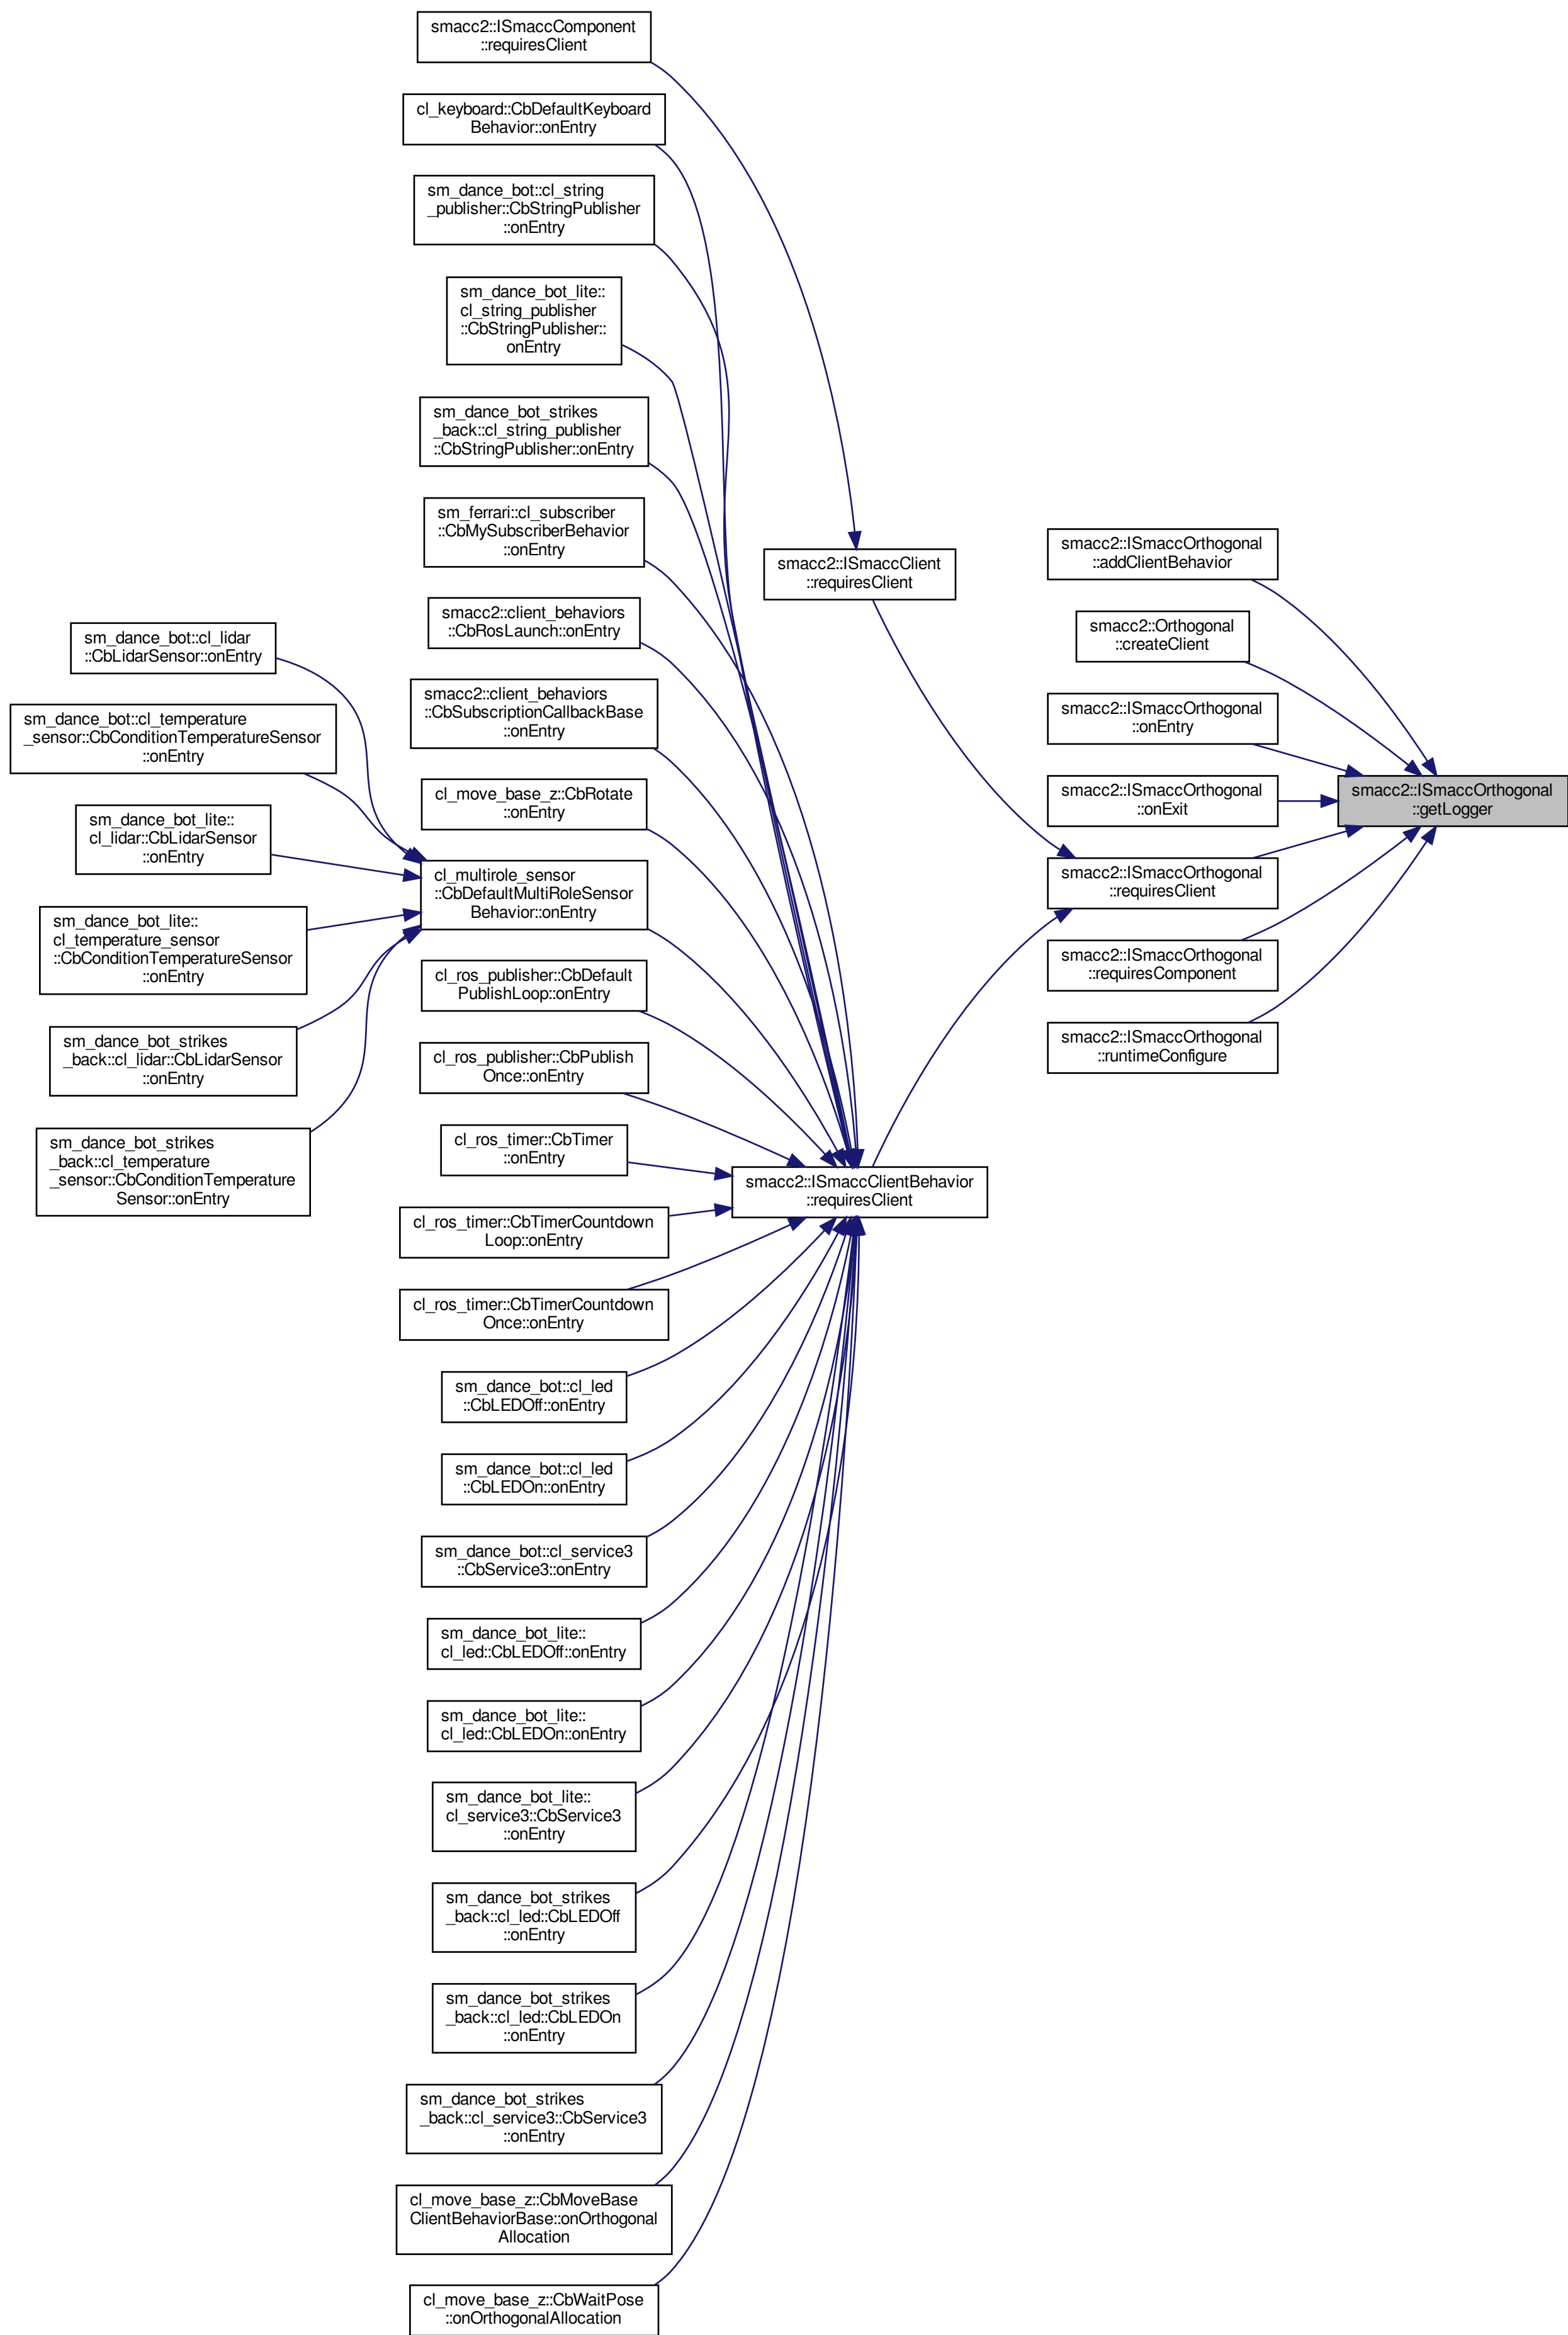 smacc2::ISmaccComponent
::requiresClient
cl_keyboard::CbDefaultKeyboard
Behavior::onEntry
sm_dance_bot::cl_string
_publisher::CbStringPublisher
::onEntry
sm_dance_bot_lite::
cl_string_publisher
::CbStringPublisher::
onEntry
sm_dance_bot_strikes
_back::cl_string_publisher
::CbStringPublisher::onEntry
sm_ferrari::cl_subscriber
::CbMySubscriberBehavior
::onEntry
smacc2::client_behaviors
::CbRosLaunch::onEntry
smacc2::client_behaviors
::CbSubscriptionCallbackBase
::onEntry
cl_move_base_z::CbRotate
::onEntry
cl_multirole_sensor
::CbDefaultMultiRoleSensor
Behavior::onEntry
cl_ros_publisher::CbDefault
PublishLoop::onEntry
cl_ros_publisher::CbPublish
Once::onEntry
cl_ros_timer::CbTimer
::onEntry
cl_ros_timer::CbTimerCountdown
Loop::onEntry
cl_ros_timer::CbTimerCountdown
Once::onEntry
sm_dance_bot::cl_led
::CbLEDOff::onEntry
sm_dance_bot::cl_led
::CbLEDOn::onEntry
sm_dance_bot::cl_service3
::CbService3::onEntry
sm_dance_bot_lite::
cl_led::CbLEDOff::onEntry
sm_dance_bot_lite::
cl_led::CbLEDOn::onEntry
sm_dance_bot_lite::
cl_service3::CbService3
::onEntry
sm_dance_bot_strikes
_back::cl_led::CbLEDOff
::onEntry
sm_dance_bot_strikes
_back::cl_led::CbLEDOn
::onEntry
sm_dance_bot_strikes
_back::cl_service3::CbService3
::onEntry
cl_move_base_z::CbMoveBase
ClientBehaviorBase::onOrthogonal
Allocation
cl_move_base_z::CbWaitPose
::onOrthogonalAllocation
sm_dance_bot::cl_lidar
::CbLidarSensor::onEntry
sm_dance_bot::cl_temperature
_sensor::CbConditionTemperatureSensor
::onEntry
sm_dance_bot_lite::
cl_lidar::CbLidarSensor
::onEntry
sm_dance_bot_lite::
cl_temperature_sensor
::CbConditionTemperatureSensor
::onEntry
sm_dance_bot_strikes
_back::cl_lidar::CbLidarSensor
::onEntry
sm_dance_bot_strikes
_back::cl_temperature
_sensor::CbConditionTemperature
Sensor::onEntry
smacc2::ISmaccClient
::requiresClient
smacc2::ISmaccClientBehavior
::requiresClient
smacc2::ISmaccOrthogonal
::addClientBehavior
smacc2::Orthogonal
::createClient
smacc2::ISmaccOrthogonal
::onEntry
smacc2::ISmaccOrthogonal
::onExit
smacc2::ISmaccOrthogonal
::requiresClient
smacc2::ISmaccOrthogonal
::requiresComponent
smacc2::ISmaccOrthogonal
::runtimeConfigure
smacc2::ISmaccOrthogonal
::getLogger